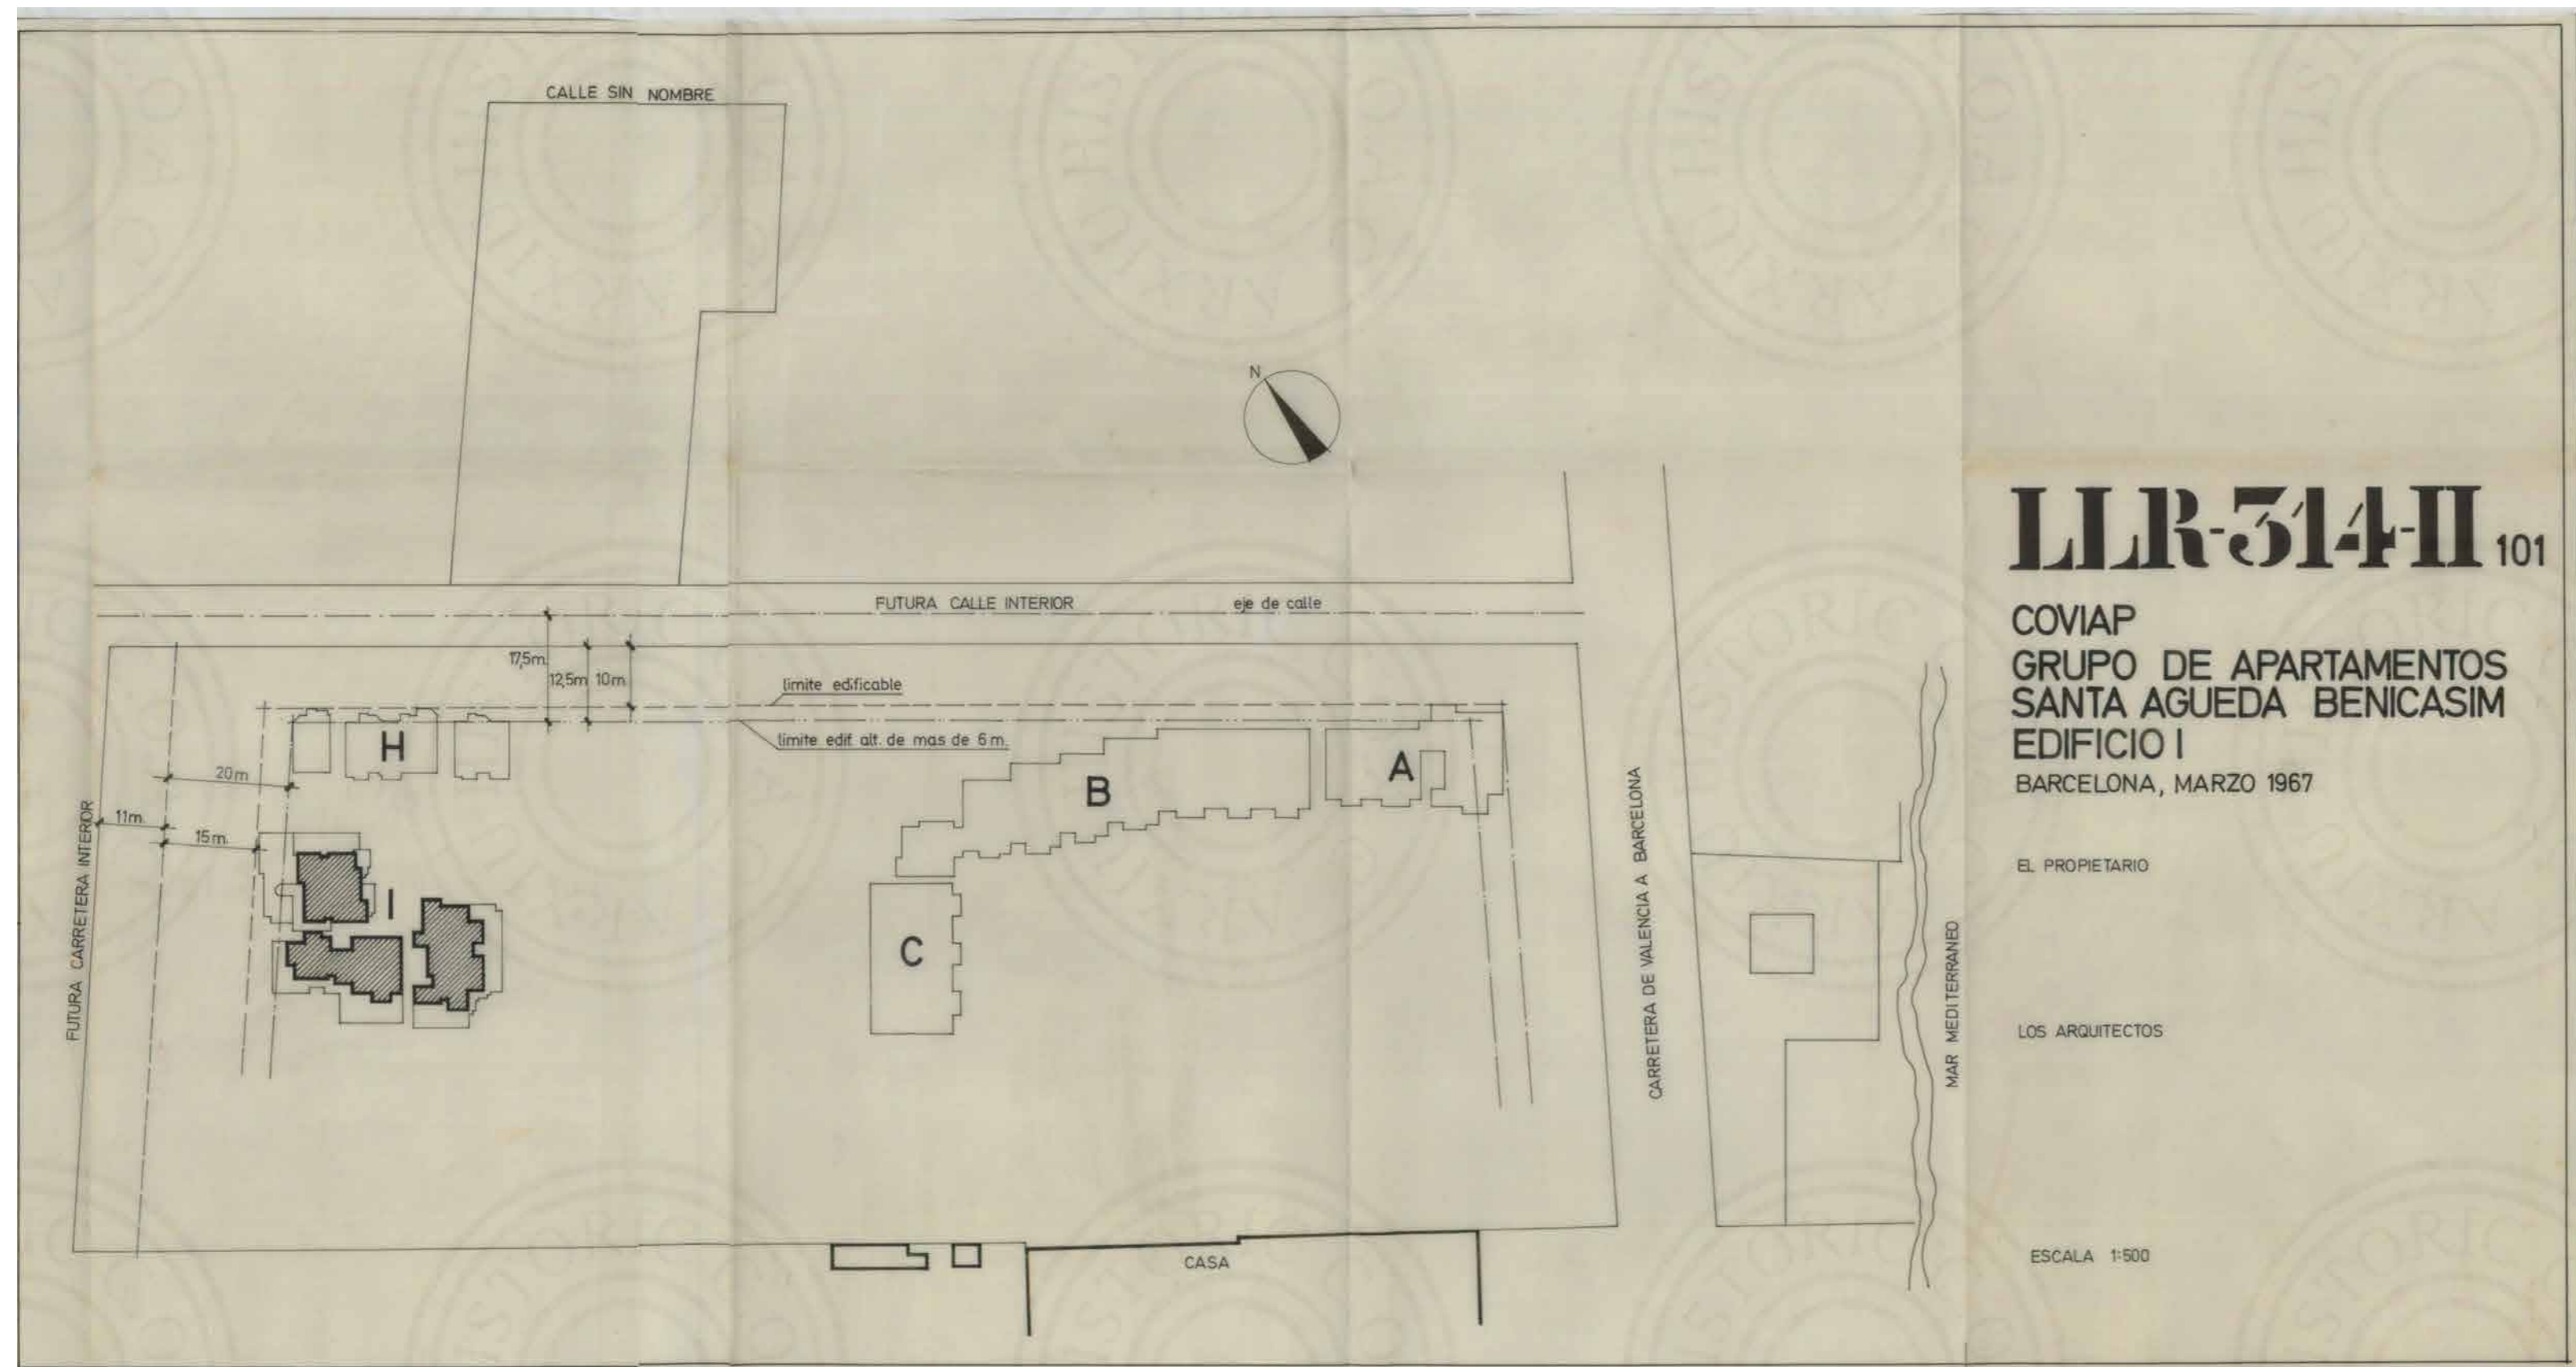 CALLE SIN NOMBRE
N
FUTURA CALLE INTERIOR
eje de calle
17,5m.
12,5m
10m.
limite edificable
limite edif. alt. de mas de 6 m.
H
20m
11m.
15m.
I
B
A
C
FUTURA CARRETERA INTERIOR
CARRETERA DE VALENCIA A BARCELONA
MAR MEDITERRANEO
CASA
LLR-314-II 101
COVIAP
GRUPO DE APARTAMENTOS
SANTA AGUEDA BENICASIM
EDIFICIO I
BARCELONA, MARZO 1967
EL PROPIETARIO
LOS ARQUITECTOS
ESCALA 1:500